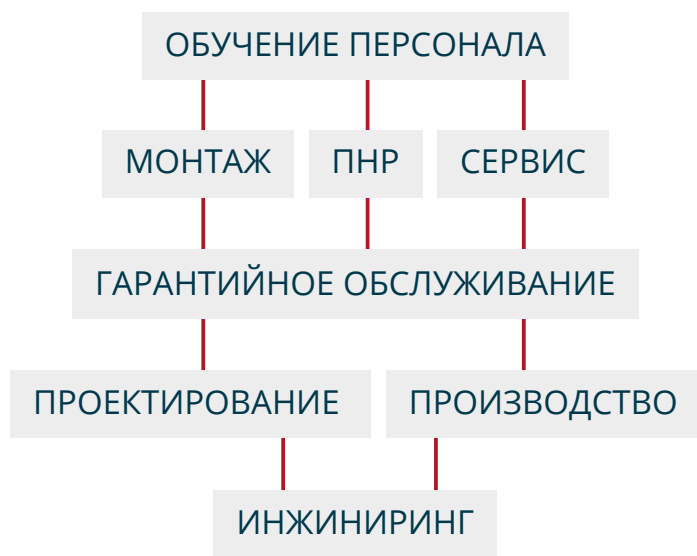 ОБУЧЕНИЕ ПЕРСОНАЛА
МОНТАЖ ПНР СЕРВИС
ГАРАНТИЙНОЕ ОБСЛУЖИВАНИЕ
ПРОЕКТИРОВАНИЕ ПРОИЗВОДСТВО
ИНЖИНИРИНГ